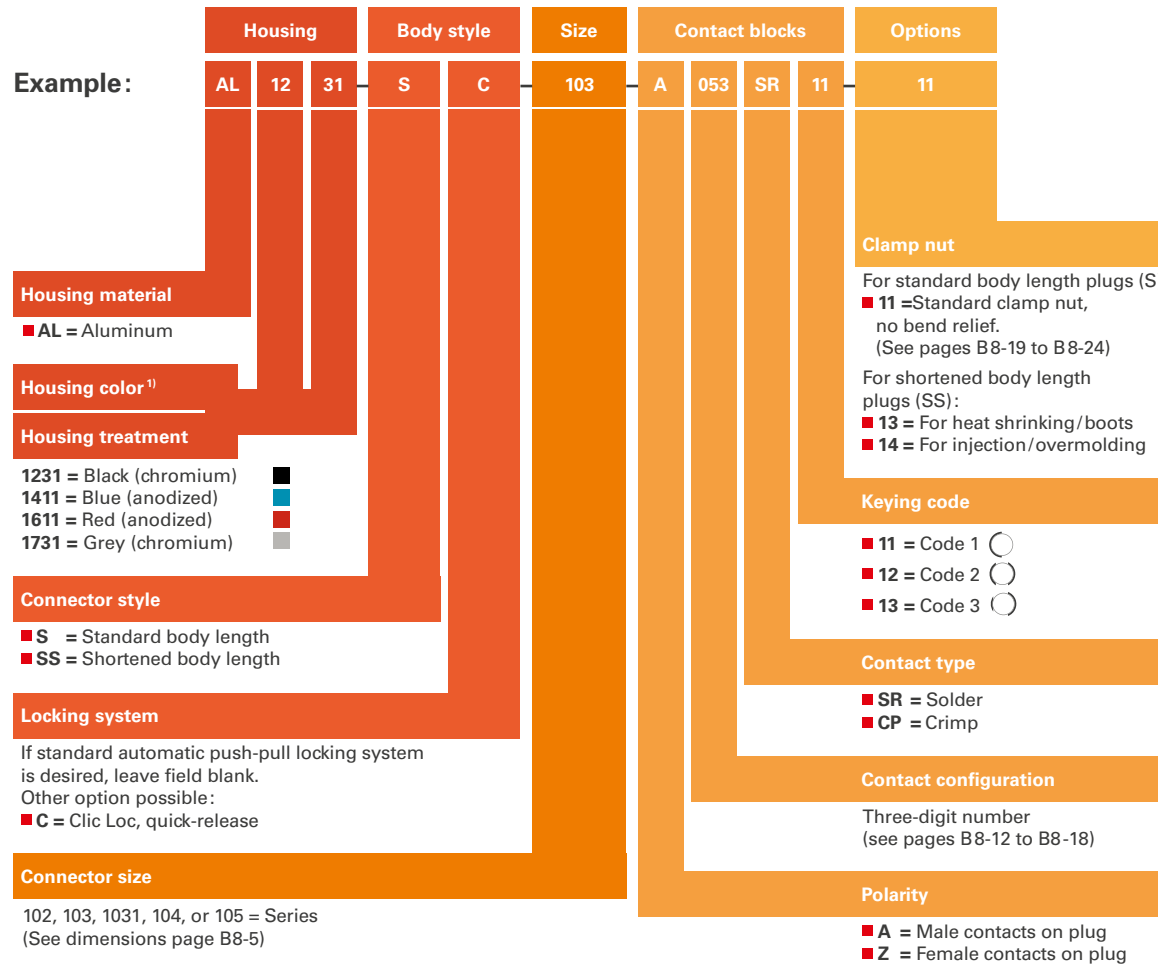 Housing Body style Size Contact blocks Options
Example: AL 12 31 – S C – 103 – A 053 SR 11 – 11
Housing material
AL = Aluminum
Housing color 1)
Housing treatment
1231 = Black (chromium)
1411 = Blue (anodized)
1611 = Red (anodized)
1731 = Grey (chromium)
Connector style
S = Standard body length
SS = Shortened body length
Locking system
If standard automatic push-pull locking system
is desired, leave field blank.
Other option possible:
C = Clic Loc, quick-release
Connector size
102, 103, 1031, 104, or 105 = Series
(See dimensions page B8-5)
Clamp nut
For standard body length plugs (S
11 =Standard clamp nut,
no bend relief.
(See pages B8-19 to B8-24)
For shortened body length
plugs (SS):
13 = For heat shrinking/boots
14 = For injection/overmolding
Keying code
11 = Code 1
12 = Code 2
13 = Code 3
Contact type
SR = Solder
CP = Crimp
Contact configuration
Three-digit number
(see pages B8-12 to B8-18)
Polarity
A = Male contacts on plug
Z = Female contacts on plug